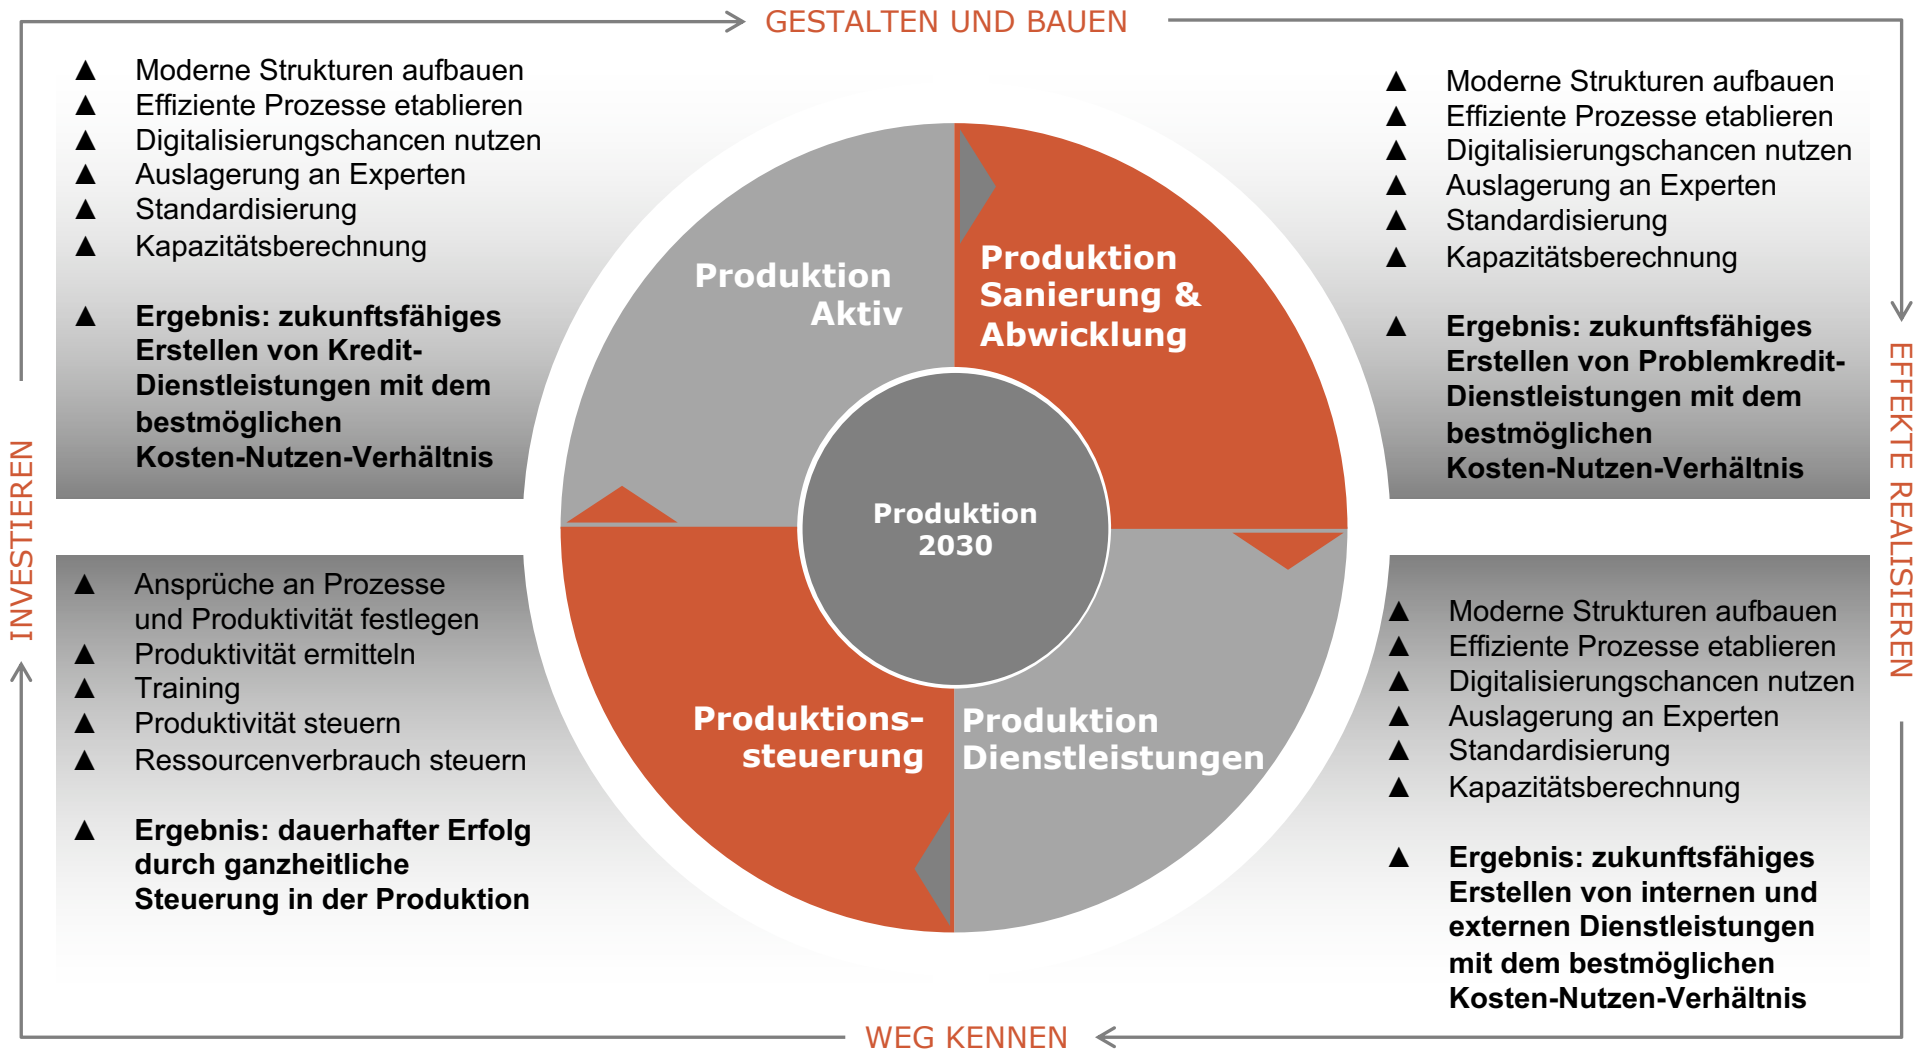 GESTALTEN UND BAUEN
▲ Moderne Strukturen aufbauen
▲ Effiziente Prozesse etablieren
▲ Digitalisierungschancen nutzen
▲ Auslagerung an Experten
▲ Standardisierung
▲ Kapazitätsberechnung
▲ Ergebnis: zukunftsfähiges
Erstellen von Kredit-
Dienstleistungen mit dem
bestmöglichen
Kosten-Nutzen-Verhältnis
▲ Moderne Strukturen aufbauen
▲ Effiziente Prozesse etablieren
▲ Digitalisierungschancen nutzen
▲ Auslagerung an Experten
▲ Standardisierung
▲ Kapazitätsberechnung
▲ Ergebnis: zukunftsfähiges
Erstellen von Problemkredit-
Dienstleistungen mit dem
bestmöglichen
Kosten-Nutzen-Verhältnis
Produktion
Aktiv
Produktion
Sanierung &
Abwicklung
Produktion
2030
Produktions-
steuerung
Produktion
Dienstleistungen
INVESTIEREN
EFFEKTE REALISIEREN
▲ Ansprüche an Prozesse
und Produktivität festlegen
▲ Produktivität ermitteln
▲ Training
▲ Produktivität steuern
▲ Ressourcenverbrauch steuern
▲ Ergebnis: dauerhafter Erfolg
durch ganzheitliche
Steuerung in der Produktion
▲ Moderne Strukturen aufbauen
▲ Effiziente Prozesse etablieren
▲ Digitalisierungschancen nutzen
▲ Auslagerung an Experten
▲ Standardisierung
▲ Kapazitätsberechnung
▲ Ergebnis: zukunftsfähiges
Erstellen von internen und
externen Dienstleistungen
mit dem bestmöglichen
Kosten-Nutzen-Verhältnis
WEG KENNEN